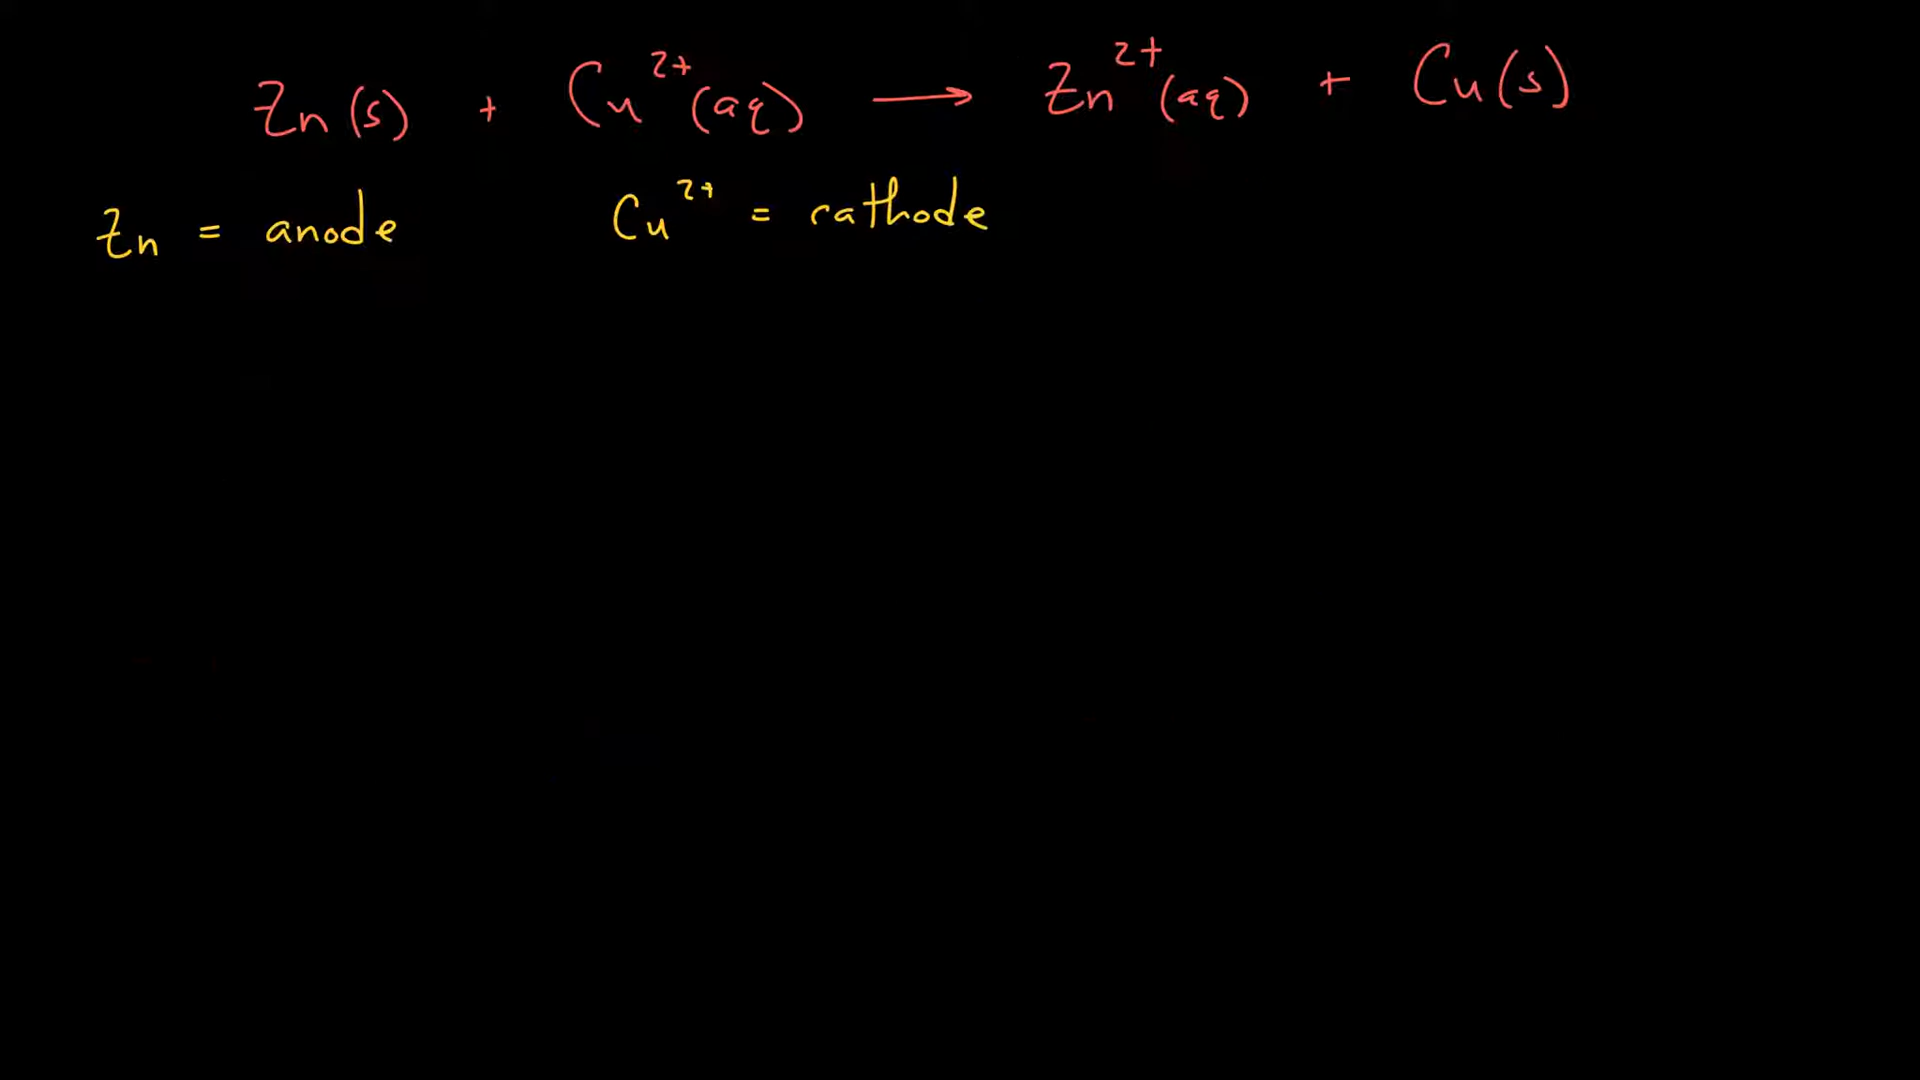 Zn(s) + Cu²⁺(aq) ⟶ Zn²⁺(aq) + Cu(s)
Zn = anode Cu²⁺ = cathode